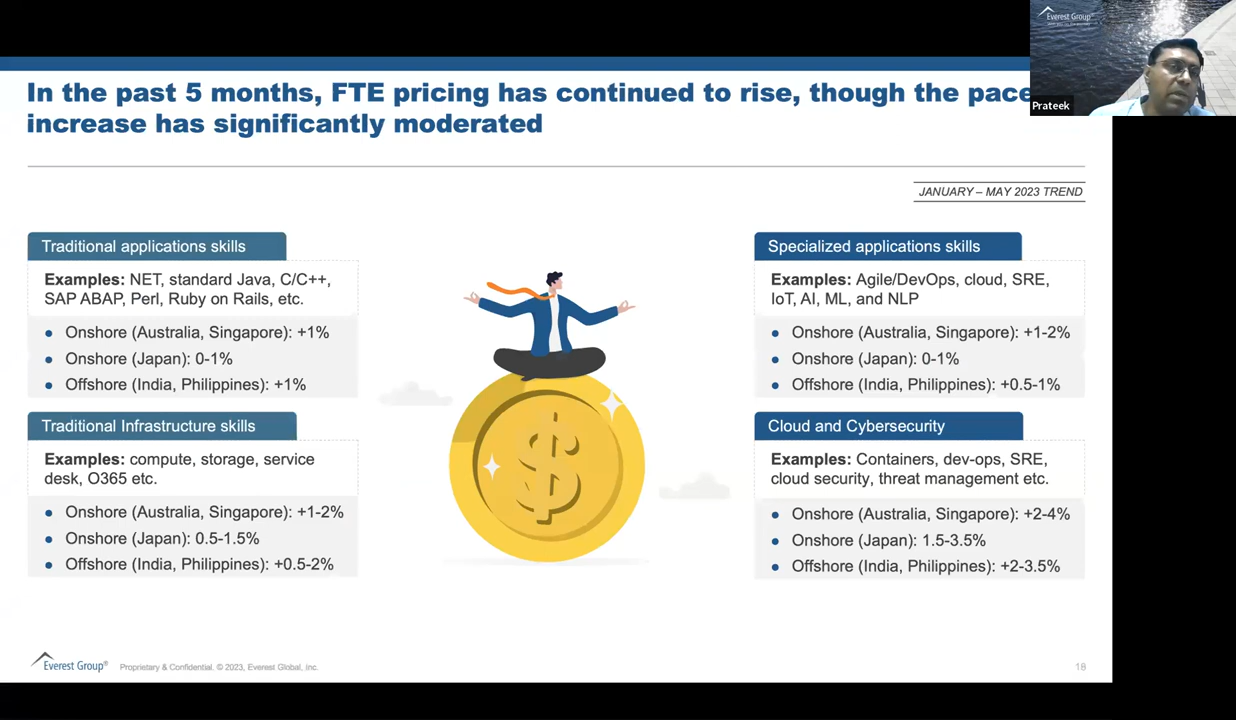 Everest Group®
Prateek
In the past 5 months, FTE pricing has continued to rise, though the pace
increase has significantly moderated
JANUARY – MAY 2023 TREND
Traditional applications skills
Examples: NET, standard Java, C/C++,
SAP ABAP, Perl, Ruby on Rails, etc.
Onshore (Australia, Singapore): +1%
Onshore (Japan): 0-1%
Offshore (India, Philippines): +1%
Traditional Infrastructure skills
Examples: compute, storage, service
desk, O365 etc.
Onshore (Australia, Singapore): +1-2%
Onshore (Japan): 0.5-1.5%
Offshore (India, Philippines): +0.5-2%
Specialized applications skills
Examples: Agile/DevOps, cloud, SRE,
IoT, AI, ML, and NLP
Onshore (Australia, Singapore): +1-2%
Onshore (Japan): 0-1%
Offshore (India, Philippines): +0.5-1%
Cloud and Cybersecurity
Examples: Containers, dev-ops, SRE,
cloud security, threat management etc.
Onshore (Australia, Singapore): +2-4%
Onshore (Japan): 1.5-3.5%
Offshore (India, Philippines): +2-3.5%
Everest Group® Proprietary & Confidential. © 2023, Everest Global, Inc.
18